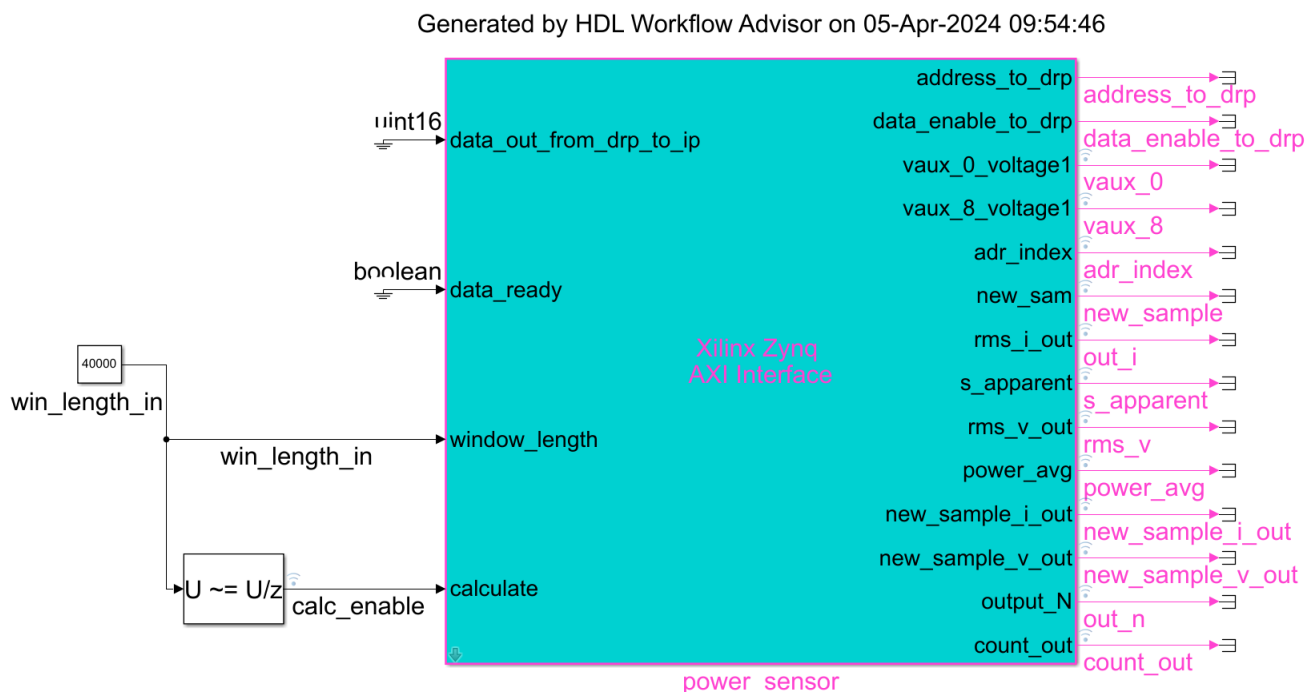 Generated by HDL Workflow Advisor on 05-Apr-2024 09:54:46
uint16
data_out_from_drp_to_ip
boolean
data_ready
40000
win_length_in
win_length_in
window_length
U ~= U/z
calc_enable
calculate
Xilinx Zynq
AXI Interface
address_to_drp
address_to_drp
data_enable_to_drp
data_enable_to_drp
vaux_0_voltage1
vaux_0
vaux_8_voltage1
vaux_8
adr_index
adr_index
new_sam
new_sample
rms_i_out
out_i
s_apparent
s_apparent
rms_v_out
rms_v
power_avg
power_avg
new_sample_i_out
new_sample_i_out
new_sample_v_out
new_sample_v_out
output_N
out_n
count_out
count_out
power_sensor